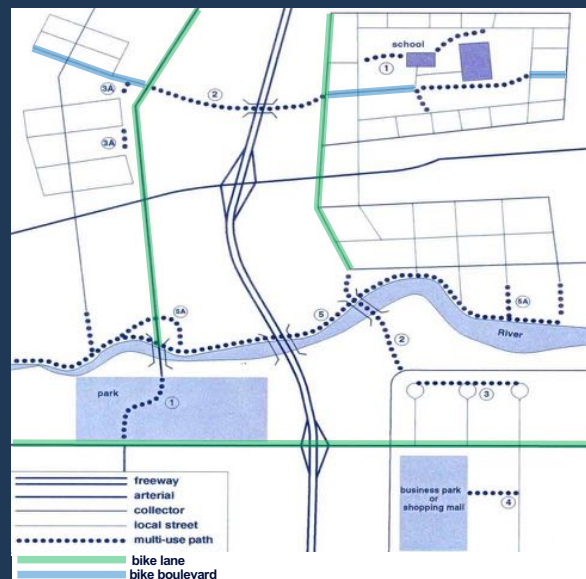 school
1
2
3A
3A
5A
5
5A
River
2
park
1
3
business park
or
shopping mall
4
freeway
arterial
collector
local street
multi-use path
bike lane
bike boulevard